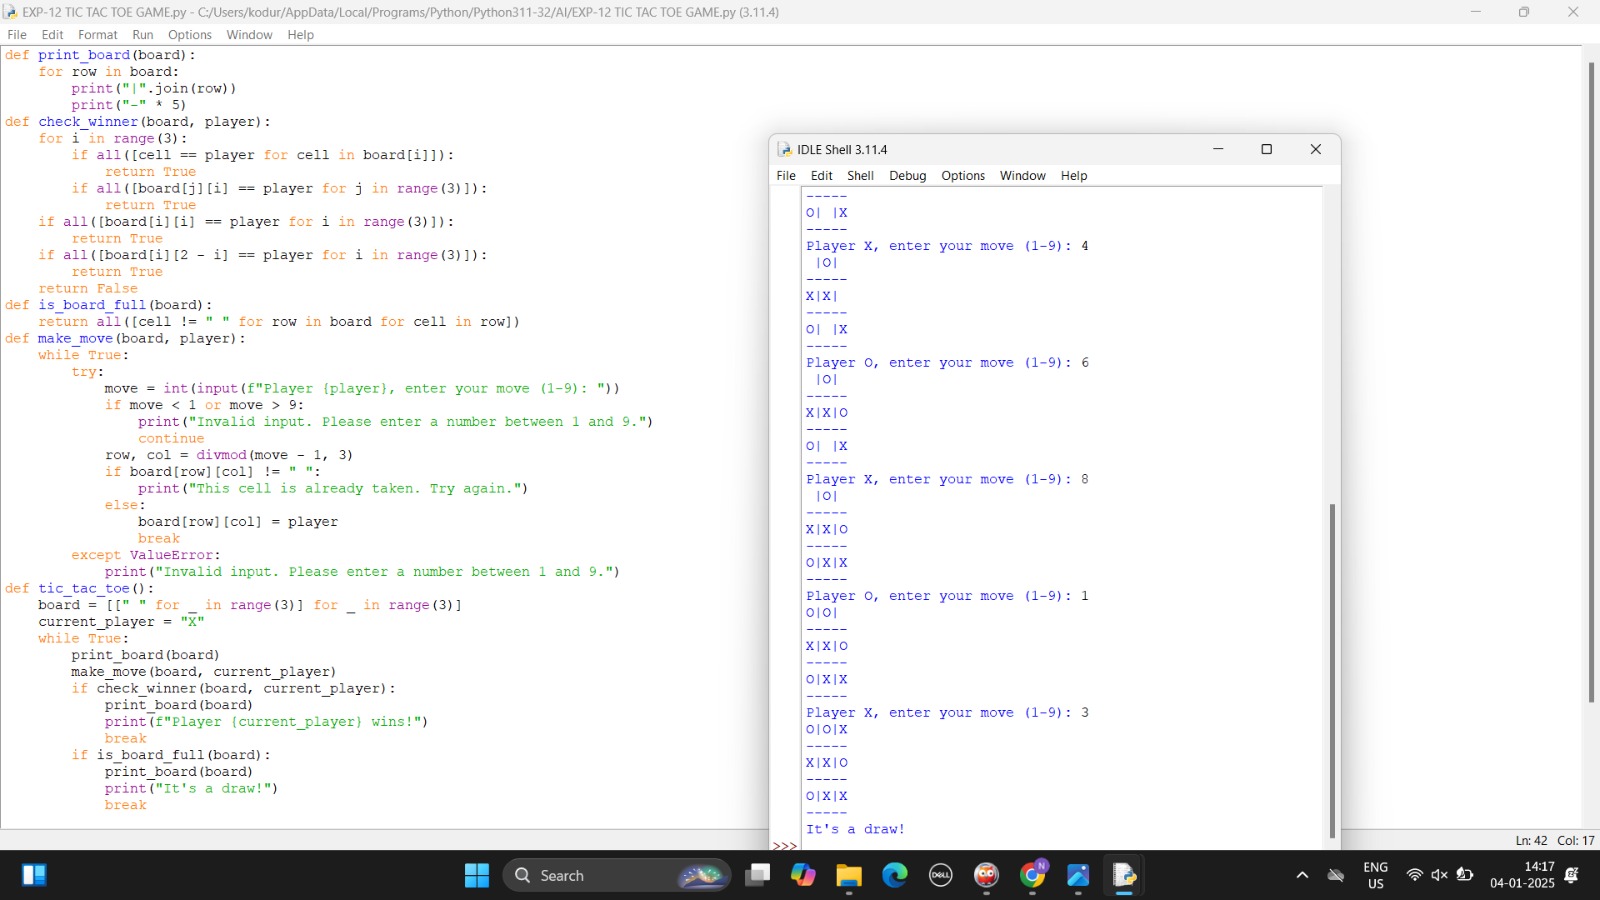 EXP-12 TIC TAC TOE GAME.py - C:/Users/kodur/AppData/Local/Programs/Python/Python311-32/AI/EXP-12 TIC TAC TOE GAME.py (3.11.4)
File Edit Format Run Options Window Help
def print_board(board):
    for row in board:
        print("|".join(row))
        print("-" * 5)
def check_winner(board, player):
    for i in range(3):
        if all([cell == player for cell in board[i]]):
            return True
        if all([board[j][i] == player for j in range(3)]):
            return True
    if all([board[i][i] == player for i in range(3)]):
        return True
    if all([board[i][2 - i] == player for i in range(3)]):
        return True
    return False
def is_board_full(board):
    return all([cell != " " for row in board for cell in row])
def make_move(board, player):
    while True:
        try:
            move = int(input(f"Player {player}, enter your move (1-9): "))
            if move < 1 or move > 9:
                print("Invalid input. Please enter a number between 1 and 9.")
                continue
            row, col = divmod(move - 1, 3)
            if board[row][col] != " ":
                print("This cell is already taken. Try again.")
            else:
                board[row][col] = player
                break
        except ValueError:
            print("Invalid input. Please enter a number between 1 and 9.")
def tic_tac_toe():
    board = [[" " for _ in range(3)] for _ in range(3)]
    current_player = "X"
    while True:
        print_board(board)
        make_move(board, current_player)
        if check_winner(board, current_player):
            print_board(board)
            print(f"Player {current_player} wins!")
            break
        if is_board_full(board):
            print_board(board)
            print("It's a draw!")
            break
IDLE Shell 3.11.4
File Edit Shell Debug Options Window Help
-----
O| |X
-----
Player X, enter your move (1-9): 4
 |O|
-----
X|X|
-----
O| |X
-----
Player O, enter your move (1-9): 6
 |O|
-----
X|X|O
-----
O| |X
-----
Player X, enter your move (1-9): 8
 |O|
-----
X|X|O
-----
O|X|X
-----
Player O, enter your move (1-9): 1
O|O|
-----
X|X|O
-----
O|X|X
-----
Player X, enter your move (1-9): 3
O|O|X
-----
X|X|O
-----
O|X|X
-----
It's a draw!
>>>
Ln: 42 Col: 17
Search
DELL
N
ENG
US
14:17
04-01-2025